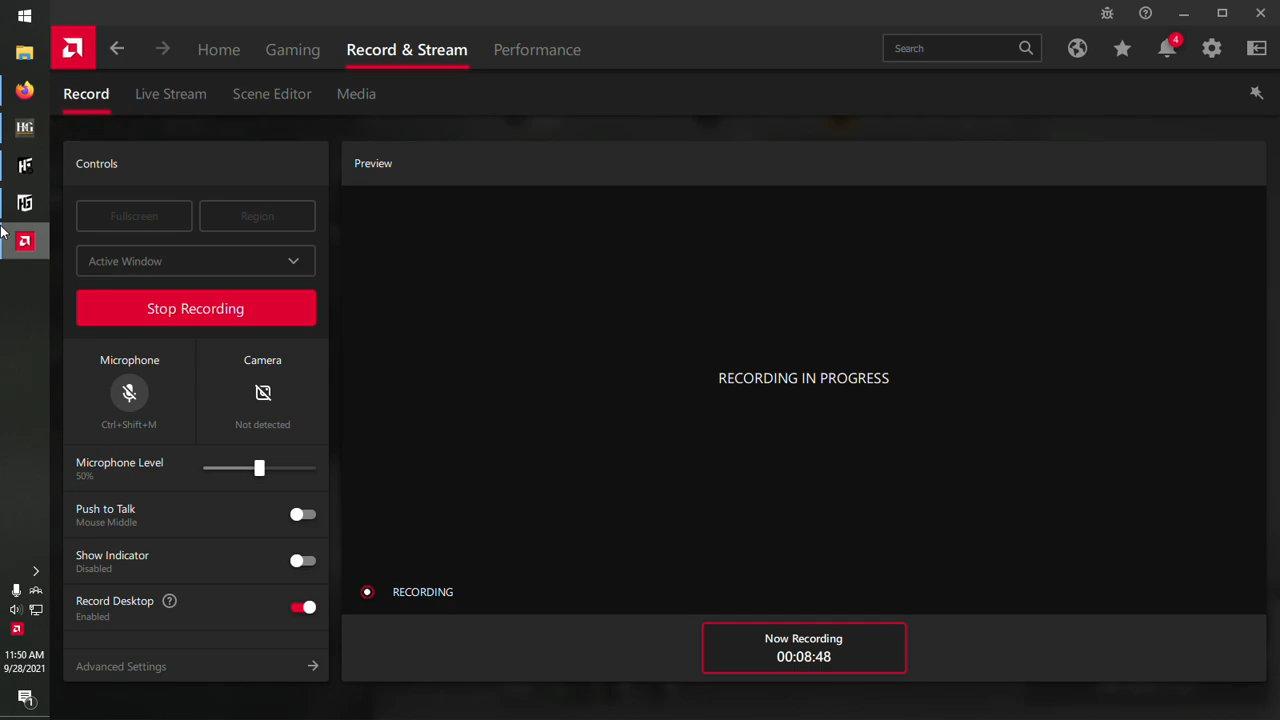 Home
Gaming
Record & Stream
Performance
Search
4
Record
Live Stream
Scene Editor
Media
Controls
Preview
Fullscreen
Region
Active Window
Stop Recording
Microphone
Camera
Ctrl+Shift+M
Not detected
RECORDING IN PROGRESS
Microphone Level
50%
Push to Talk
Mouse Middle
Show Indicator
Disabled
Record Desktop
Enabled
RECORDING
Now Recording
00:08:48
Advanced Settings
HG
11:50 AM
9/28/2021
1